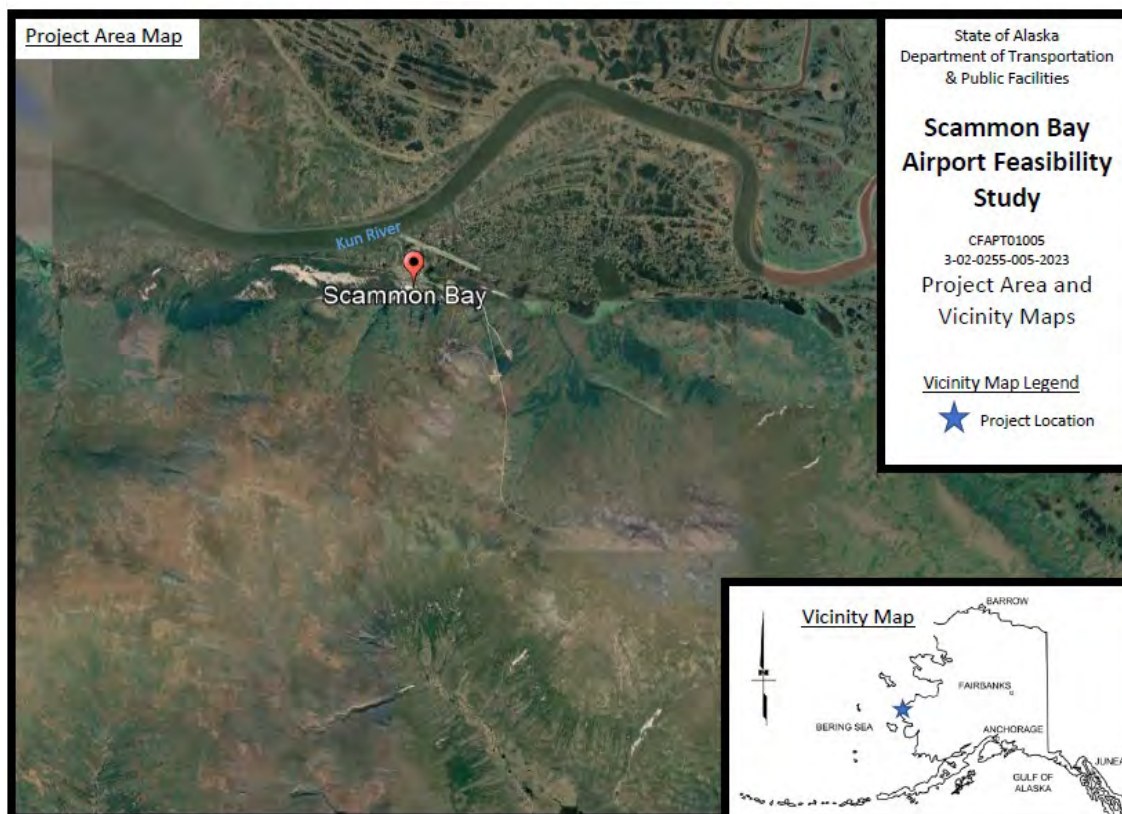 Project Area Map
Kun River
Scammon Bay
State of Alaska
Department of Transportation
& Public Facilities
Scammon Bay
Airport Feasibility
Study
CFAPT01005
3-02-0255-005-2023
Project Area and
Vicinity Maps
Vicinity Map Legend
Project Location
Vicinity Map
BARROW
FAIRBANKS
BERING SEA
ANCHORAGE
GULF OF
ALASKA
JUNEA